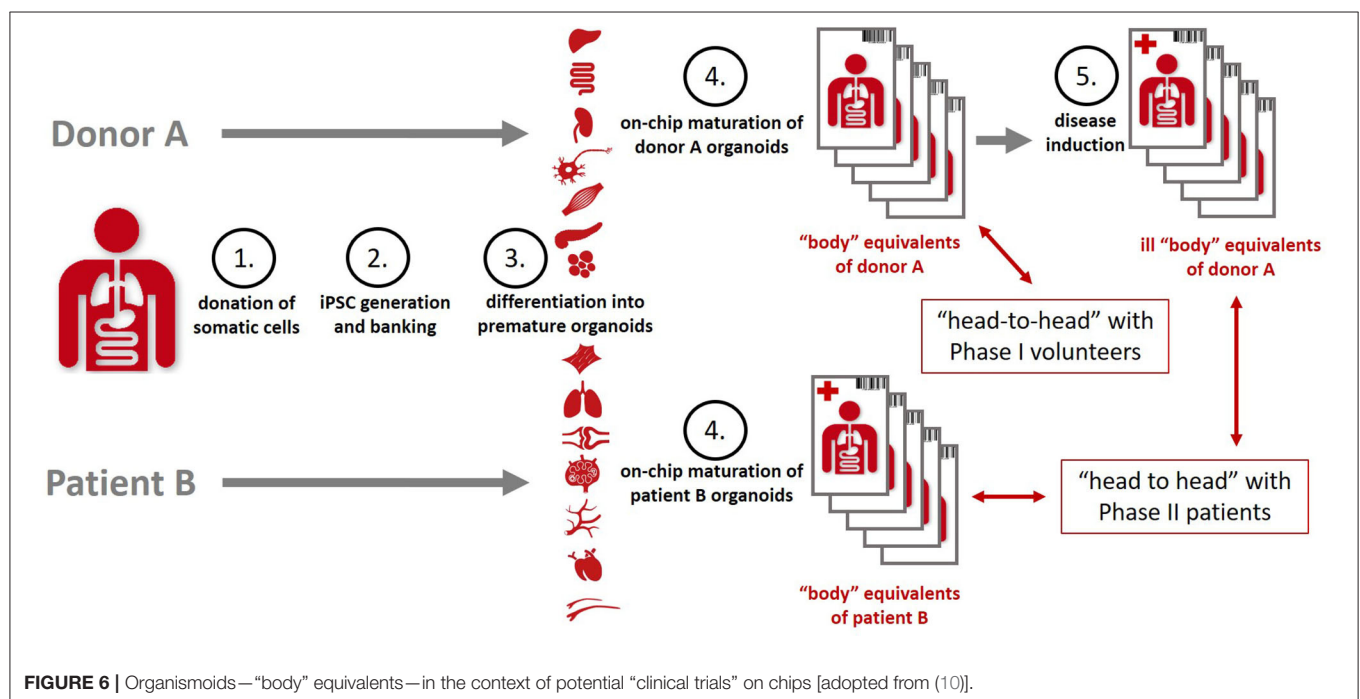 Donor A
1.
donation of
somatic cells
2.
iPSC generation
and banking
3.
differentiation into
premature organoids
4.
on-chip maturation of
donor A organoids
"body" equivalents
of donor A
5.
disease
induction
ill "body" equivalents
of donor A
"head-to-head" with
Phase I volunteers
Patient B
4.
on-chip maturation of
patient B organoids
"body" equivalents
of patient B
"head to head" with
Phase II patients
FIGURE 6 | Organismoids—"body" equivalents—in the context of potential "clinical trials" on chips [adopted from (10)].